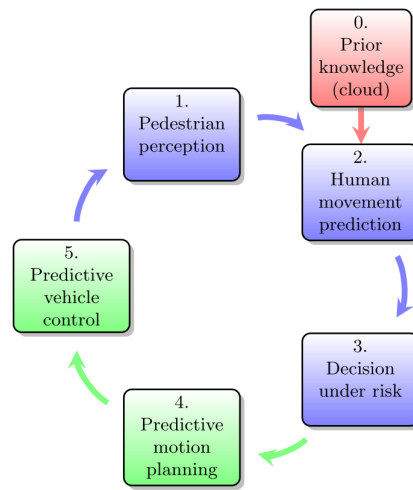 0.
Prior
knowledge
(cloud)
1.
Pedestrian
perception
2.
Human
movement
prediction
3.
Decision
under risk
4.
Predictive
motion
planning
5.
Predictive
vehicle
control